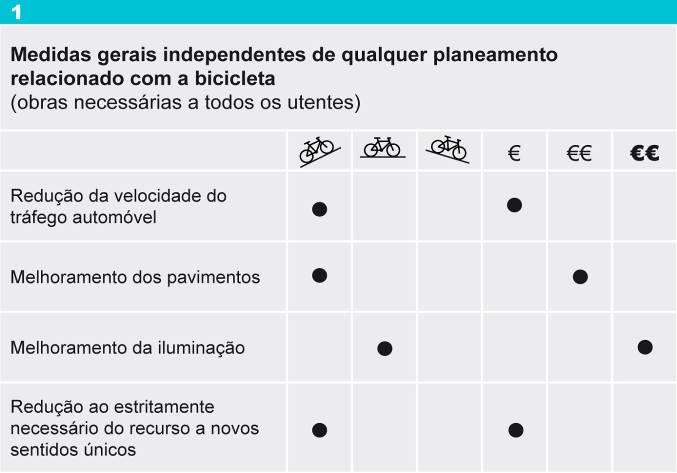 1
Medidas gerais independentes de qualquer planeamento
relacionado com a bicicleta
(obras necessárias a todos os utentes)
€ €€ €€
Redução da velocidade do
tráfego automóvel
Melhoramento dos pavimentos
Melhoramento da iluminação
Redução ao estritamente
necessário do recurso a novos
sentidos únicos